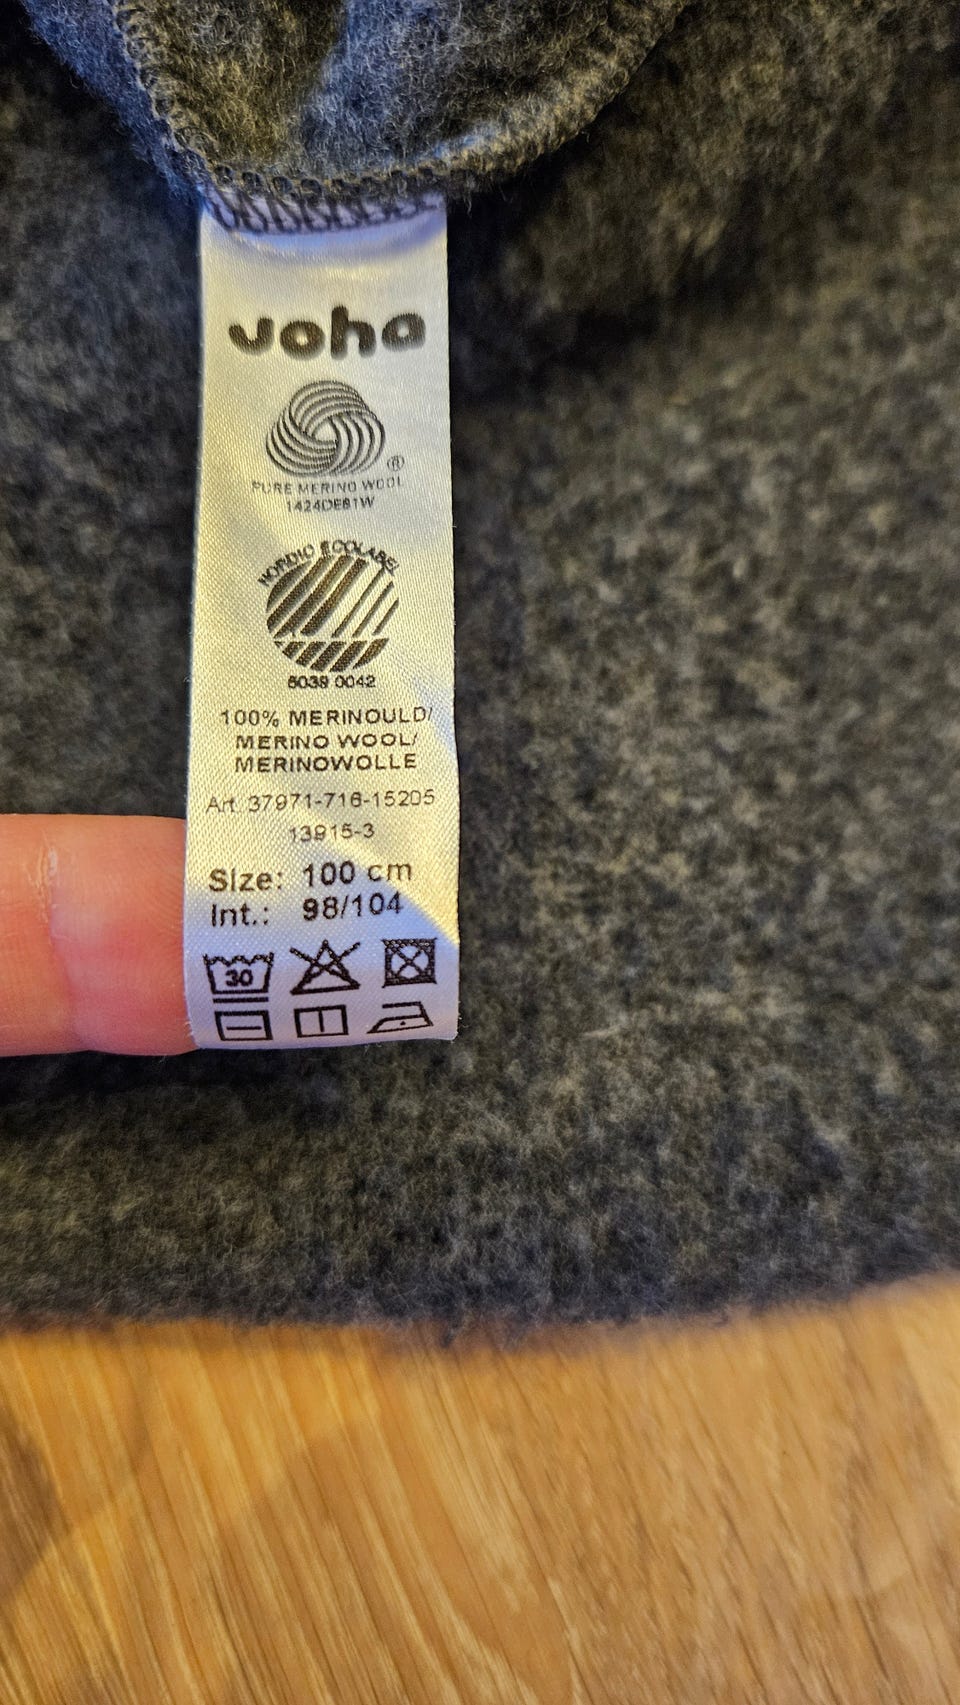 Joha
®
PURE MERINO WOOL
1424DE81W
NORDIC ECOLABEL
5039 0042
100% MERINOULD/
MERINO WOOL/
MERINOWOLLE
Art. 37971-716-15205
13915-3
Size: 100 cm
Int.: 98/104
30